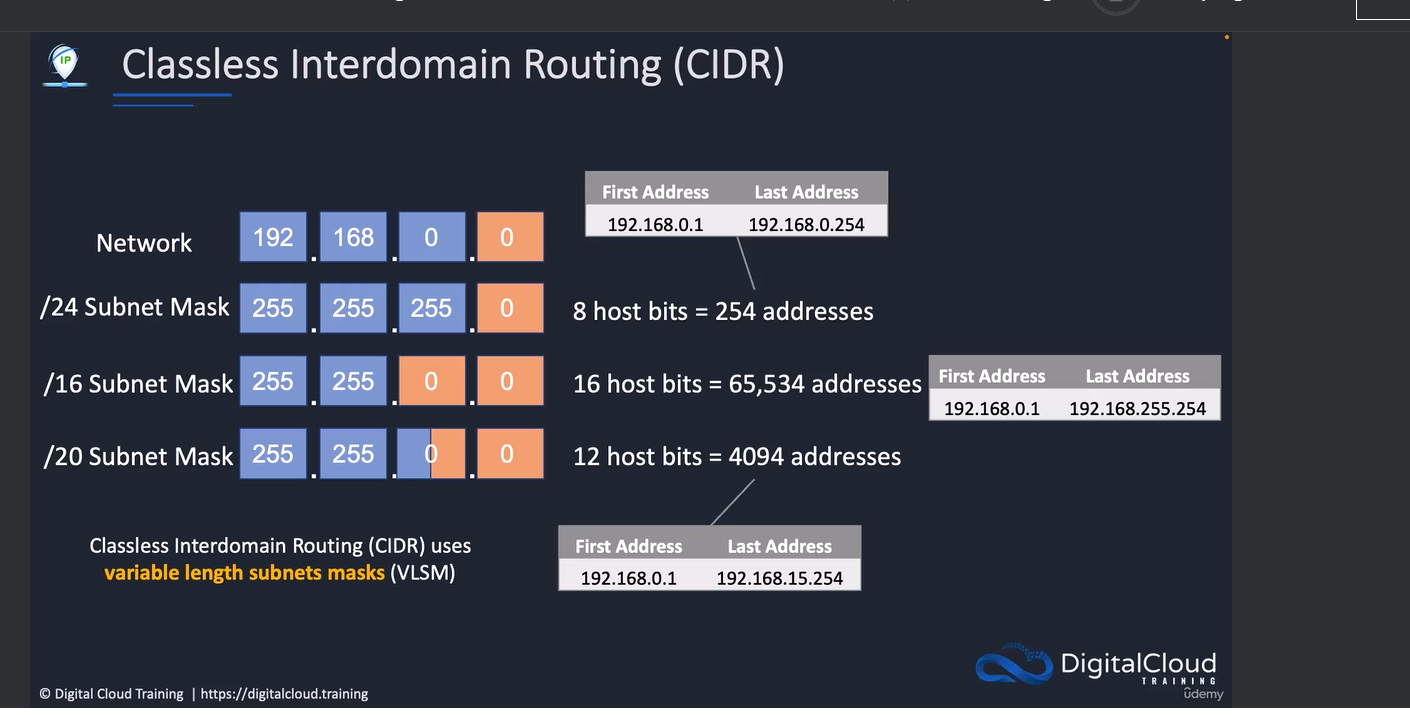 IP
Classless Interdomain Routing (CIDR)
First Address Last Address
192.168.0.1 192.168.0.254
Network 192 . 168 . 0 . 0
/24 Subnet Mask 255 . 255 . 255 . 0 8 host bits = 254 addresses
/16 Subnet Mask 255 . 255 . 0 . 0 16 host bits = 65,534 addresses
First Address Last Address
192.168.0.1 192.168.255.254
/20 Subnet Mask 255 . 255 . 0 . 0 12 host bits = 4094 addresses
First Address Last Address
192.168.0.1 192.168.15.254
Classless Interdomain Routing (CIDR) uses
variable length subnets masks (VLSM)
DigitalCloud
TRAINING
ûdemy
© Digital Cloud Training | https://digitalcloud.training